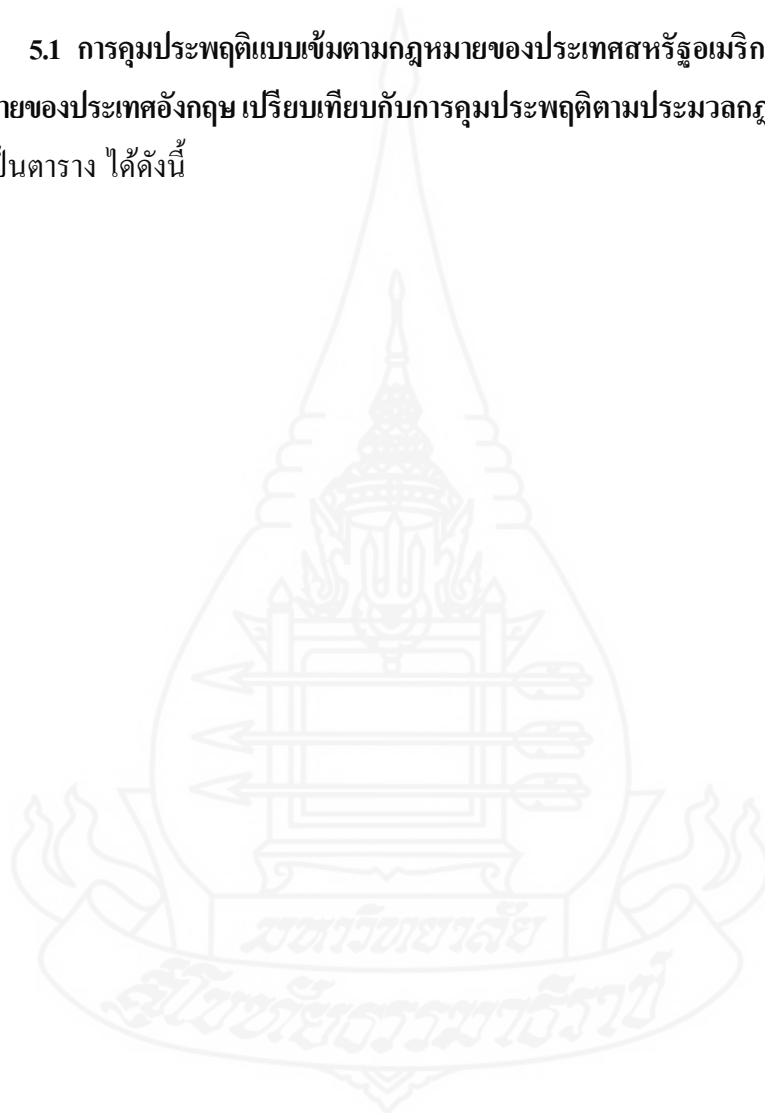 5.1 การคุมประพฤติแบบเข้มตามกฎหมายของประเทศสหรัฐอเมริก
ายของประเทศอังกฤษ เปรียบเทียบกับการคุมประพฤติตามประมวลกฎ
ป็นตาราง ได้ดังนี้
มหาวิทยาลัย
สุโขทัยธรรมาธิราช